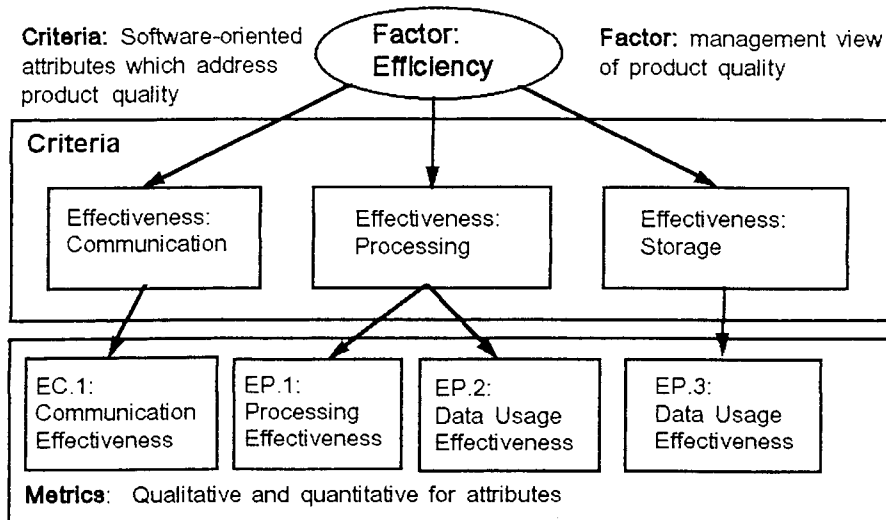 Criteria: Software-oriented
attributes which address
product quality
Factor:
Efficiency
Factor: management view
of product quality
Criteria
Effectiveness:
Communication
Effectiveness:
Processing
Effectiveness:
Storage
EC.1:
Communication
Effectiveness
EP.1:
Processing
Effectiveness
EP.2:
Data Usage
Effectiveness
EP.3:
Data Usage
Effectiveness
Metrics: Qualitative and quantitative for attributes